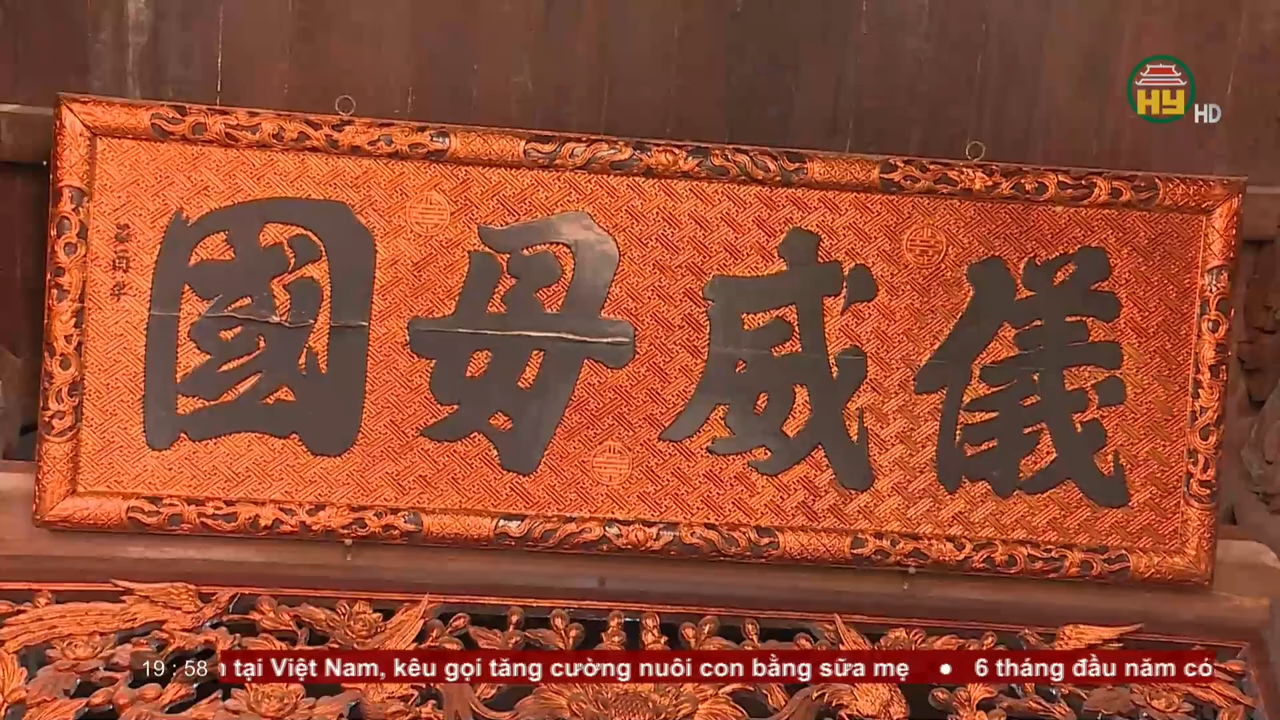 HY HD
國母威儀
19 : 58 tại Việt Nam, kêu gọi tăng cường nuôi con bằng sữa mẹ ● 6 tháng đầu năm có